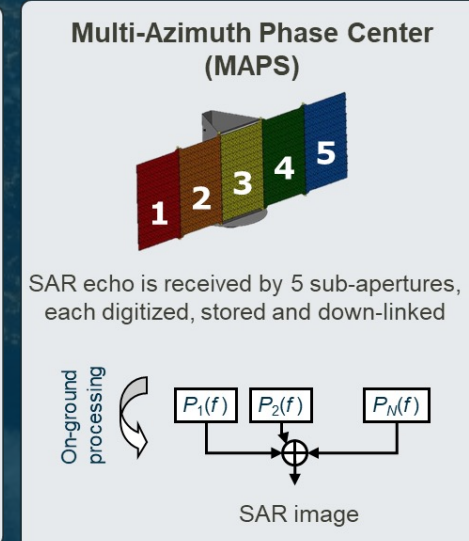 Multi-Azimuth Phase Center
(MAPS)
1 2 3 4 5
SAR echo is received by 5 sub-apertures,
each digitized, stored and down-linked
On-ground
processing
P1(f) P2(f) PN(f)
SAR image